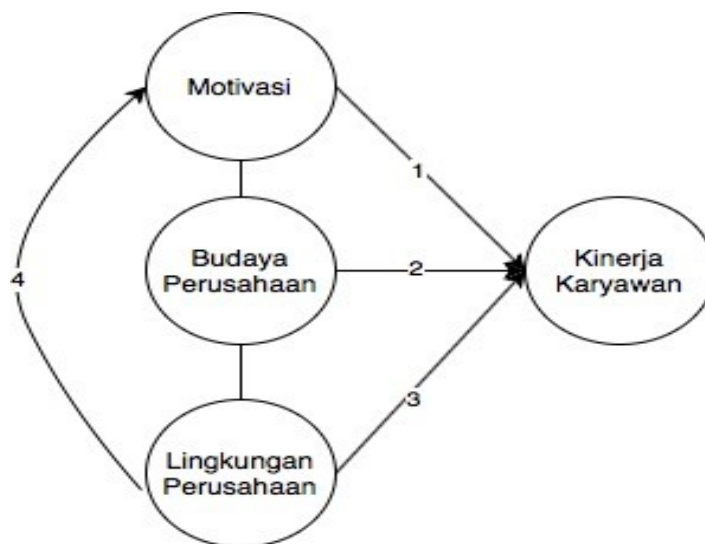 Motivasi
1
Budaya
Perusahaan
2
Kinerja
Karyawan
4
3
Lingkungan
Perusahaan